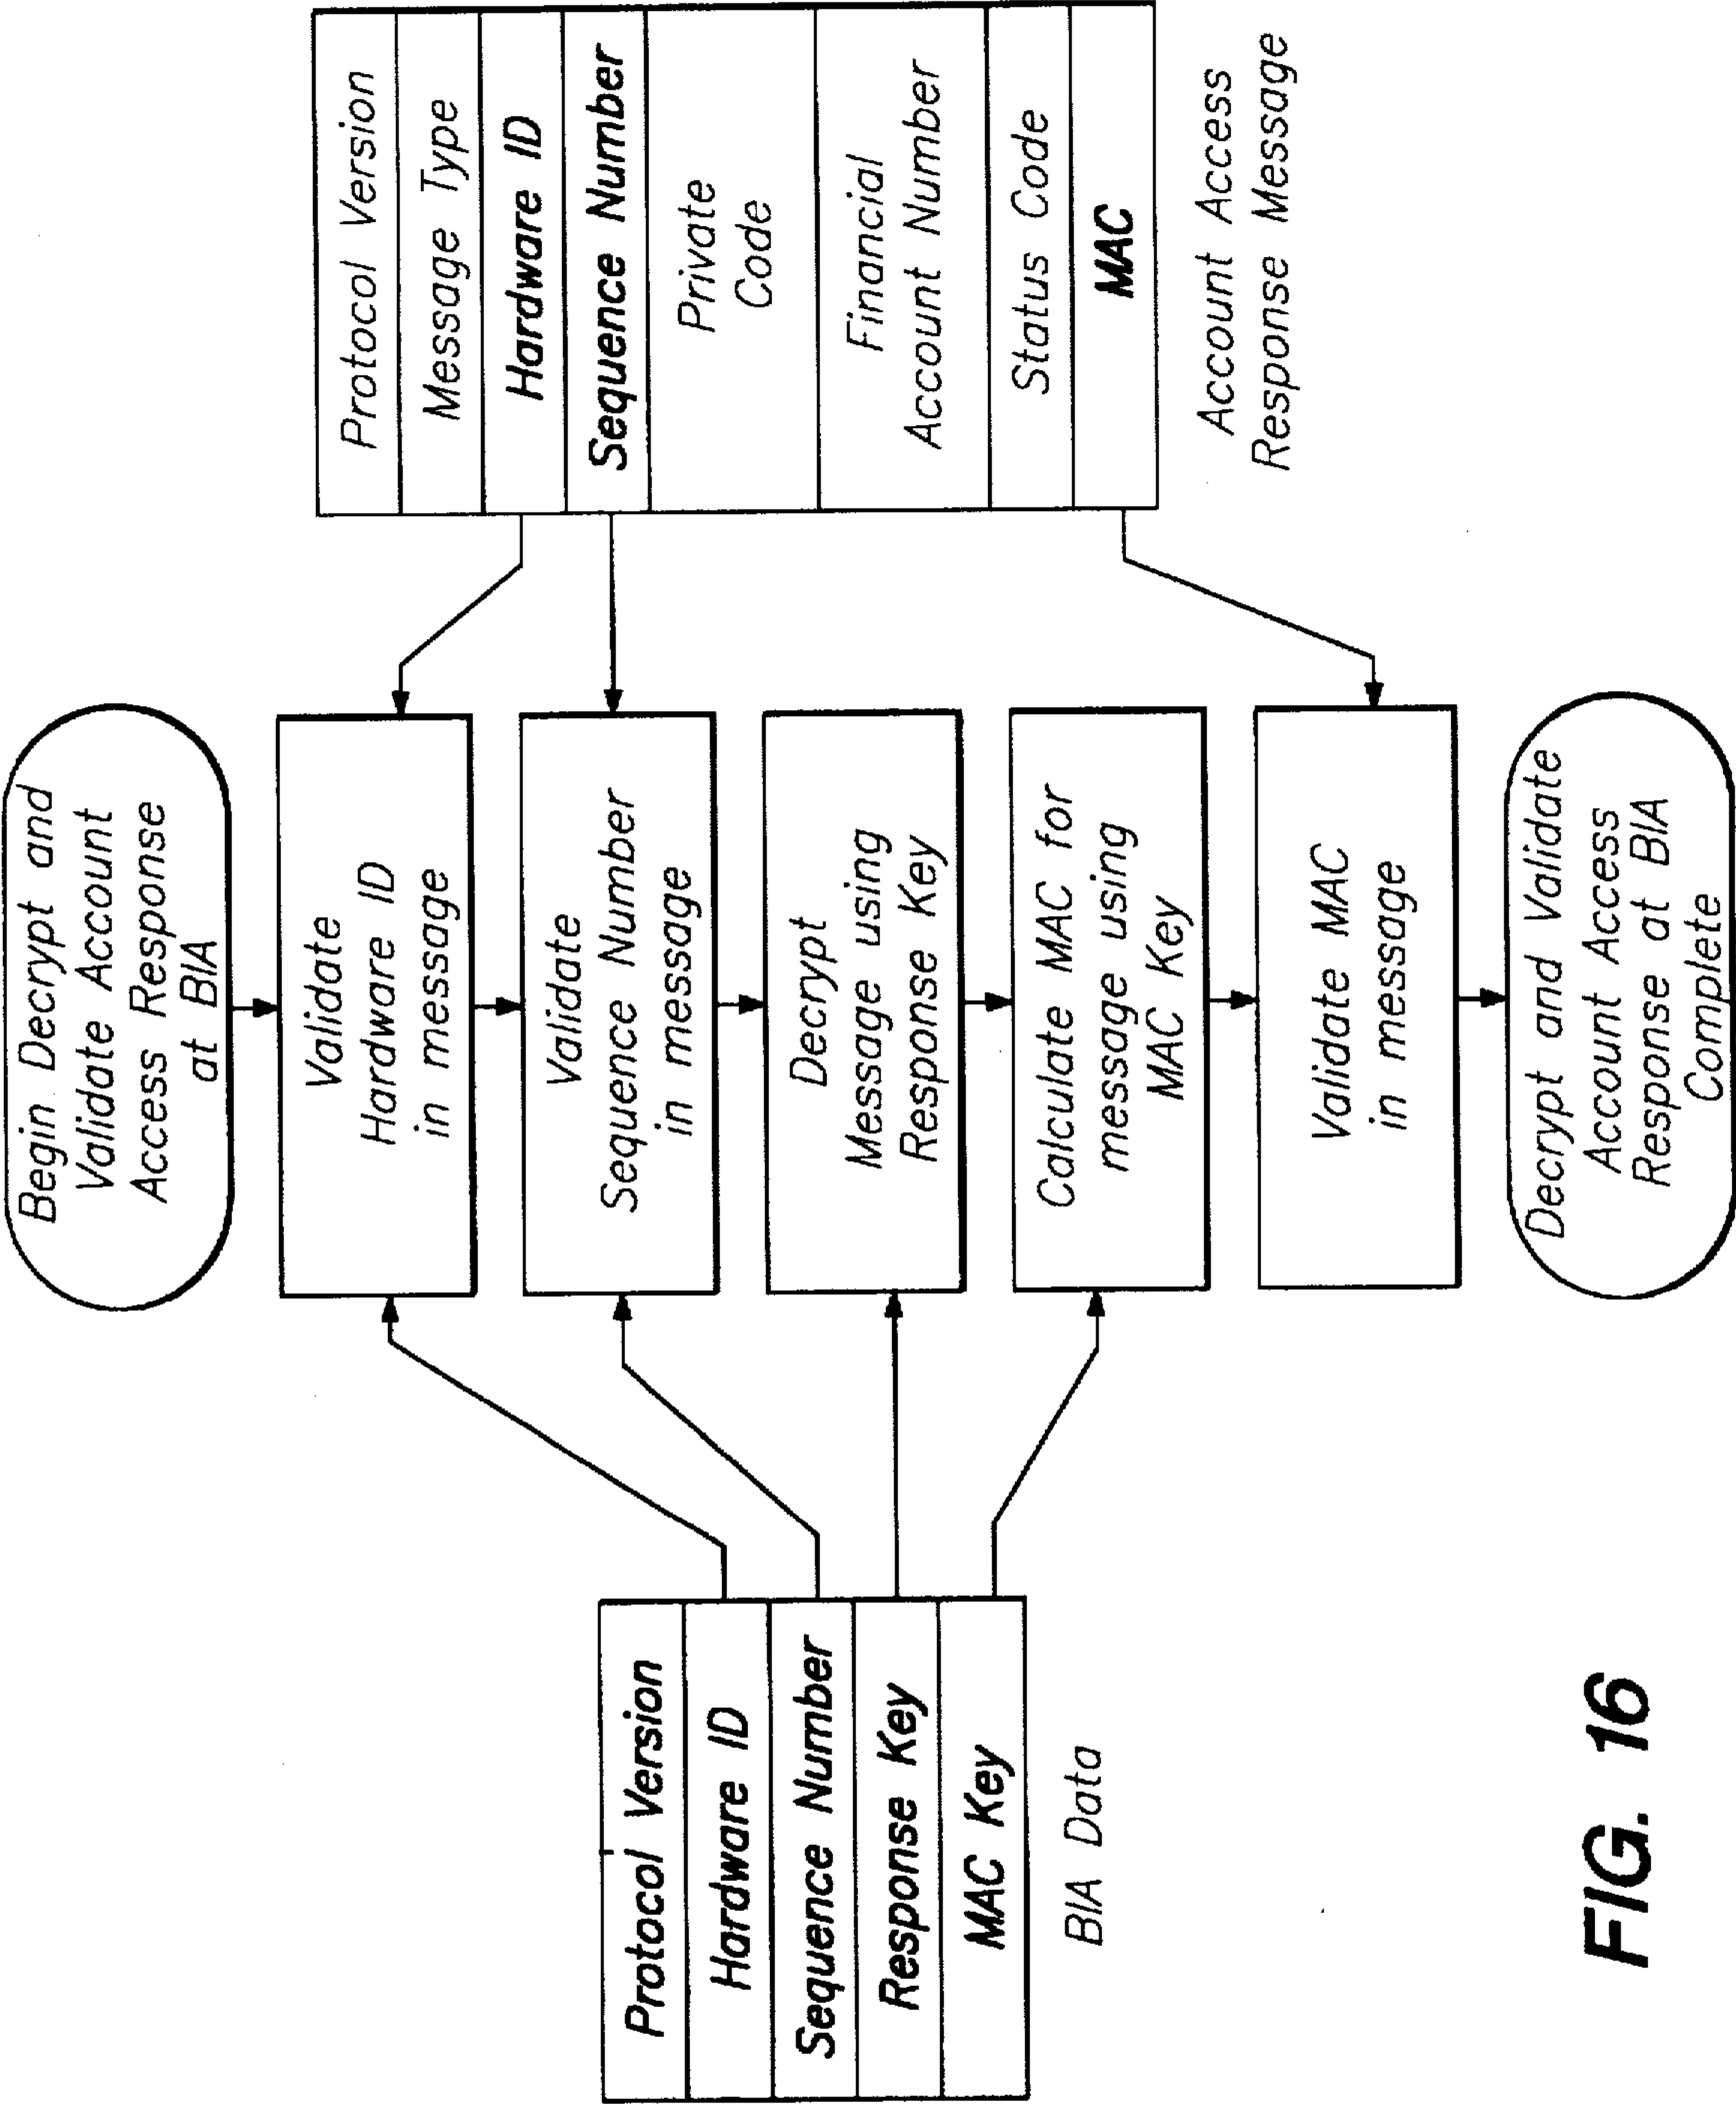 Begin Decrypt and
Validate Account
Access Response
at BIA
Validate
Hardware ID
in message
Validate
Sequence Number
in message
Decrypt
Message using
Response Key
Calculate MAC for
message using
MAC Key
Validate MAC
in message
Decrypt and Validate
Account Access
Response at BIA
Complete
Protocol Version
Hardware ID
Sequence Number
Response Key
MAC Key
BIA Data
Protocol Version
Message Type
Hardware ID
Sequence Number
Private
Code
Financial
Account Number
Status Code
MAC
Account Access
Response Message
FIG. 16